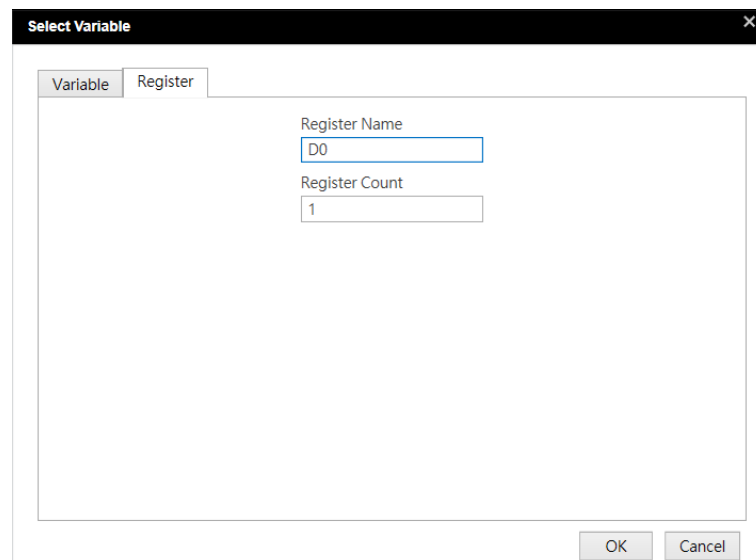 Select Variable
Variable
Register
Register Name
D0
Register Count
1
OK
Cancel